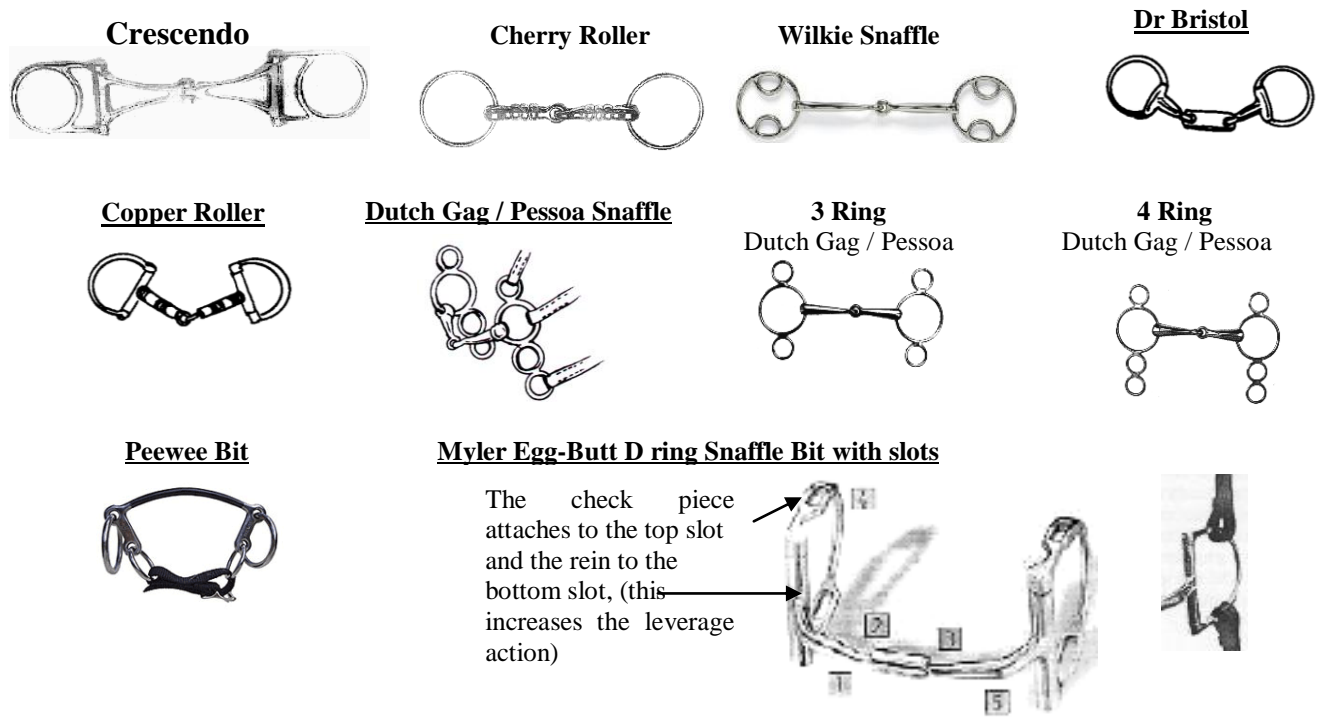 Crescendo
Cherry Roller
Wilkie Snaffle
Dr Bristol
Copper Roller
Dutch Gag / Pessoa Snaffle
3 Ring
Dutch Gag / Pessoa
4 Ring
Dutch Gag / Pessoa
Peewee Bit
Myler Egg-Butt D ring Snaffle Bit with slots
The check piece
attaches to the top slot
and the rein to the
bottom slot, (this
increases the leverage
action)
4
2
3
1
5